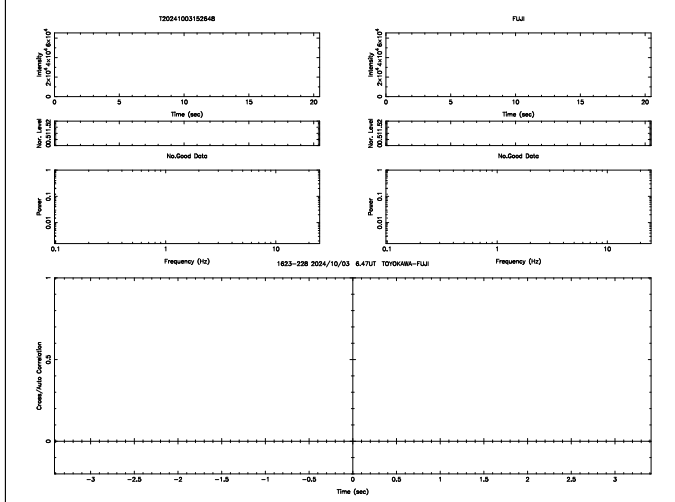 T20241003152648 FUJI
Intensity 0 2×10⁴ 4×10⁴ 6×10⁴ Intensity 0 2×10⁴ 4×10⁴ 6×10⁴
0 5 10 15 20 0 5 10 15 20
Time (sec) Time (sec)
Nor. Level 00.511.52 Nor. Level 00.511.52
No.Good Data No.Good Data
Power 1 0.1 0.01 Power 1 0.1 0.01
0.1 1 10 0.1 1 10
Frequency (Hz) Frequency (Hz)
1623-228 2024/10/03 6.47UT TOYOKAWA-FUJI
Cross/Auto Correlation 1 0.5 0
-3 -2.5 -2 -1.5 -1 -0.5 0 0.5 1 1.5 2 2.5 3
Time (sec)